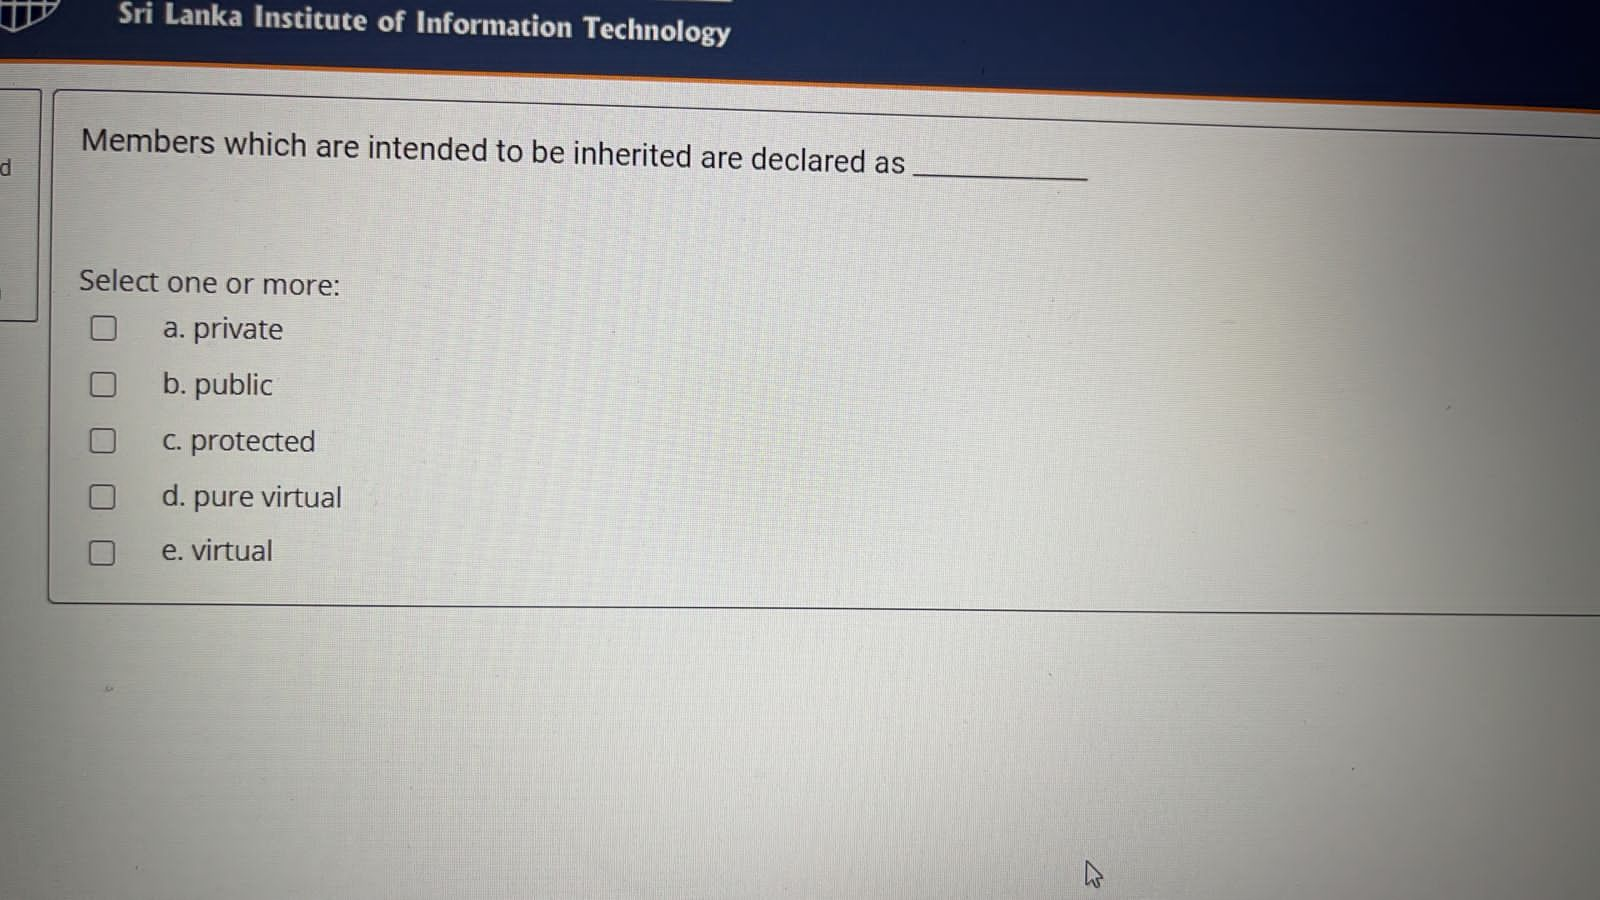 Sri Lanka Institute of Information Technology
d
Members which are intended to be inherited are declared as ____________
Select one or more:
a. private
b. public
c. protected
d. pure virtual
e. virtual